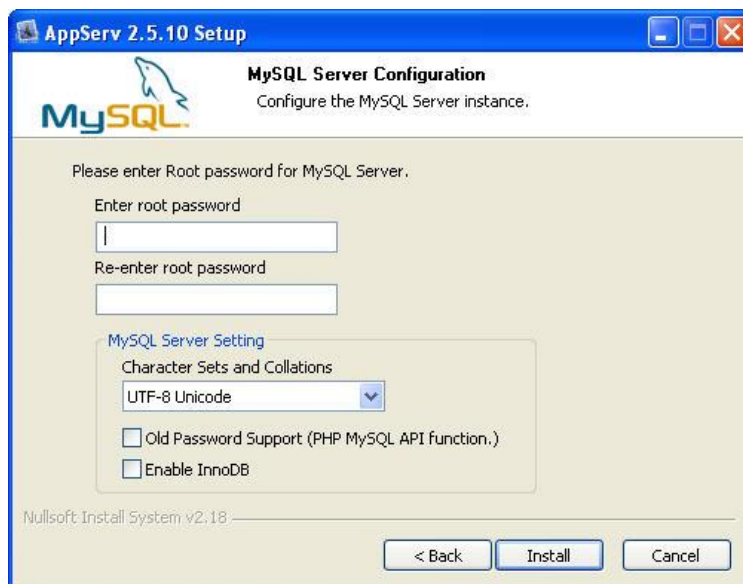 AppServ 2.5.10 Setup
MySQL
MySQL Server Configuration
Configure the MySQL Server instance.
Please enter Root password for MySQL Server.
Enter root password
Re-enter root password
MySQL Server Setting
Character Sets and Collations
UTF-8 Unicode
Old Password Support (PHP MySQL API function.)
Enable InnoDB
Nullsoft Install System v2.18
< Back
Install
Cancel